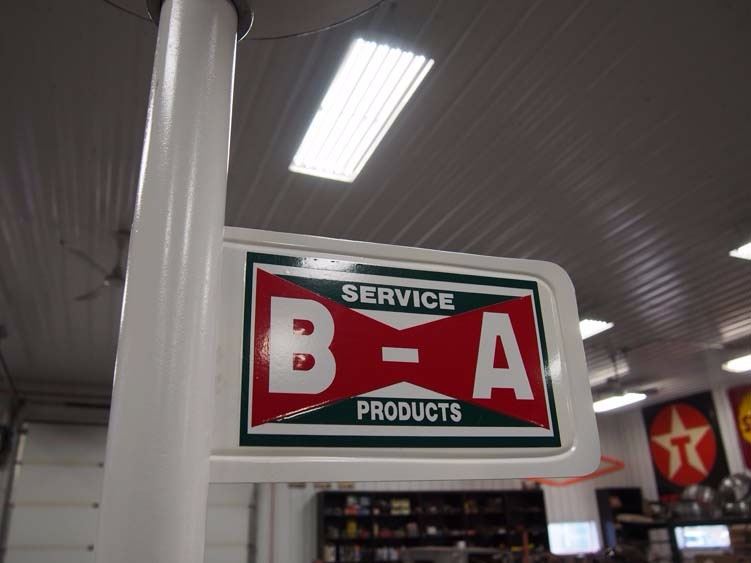 SERVICE
B - A
PRODUCTS
T